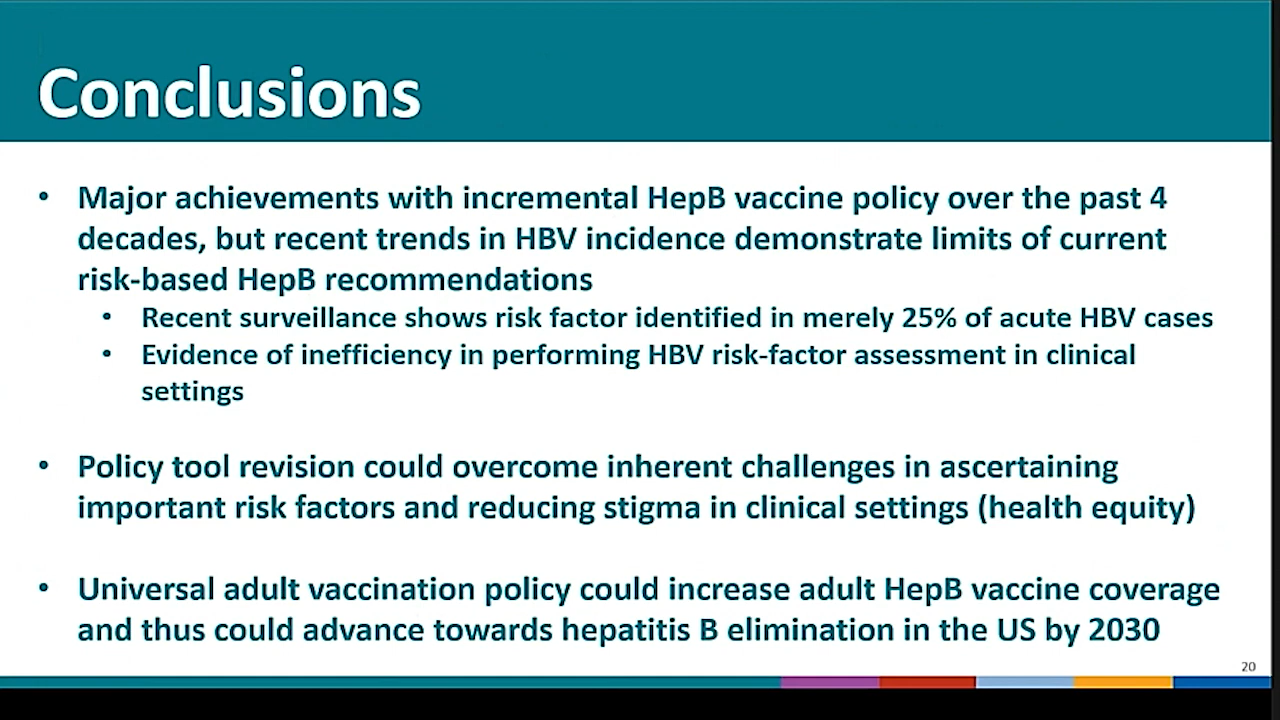 Conclusions
• Major achievements with incremental HepB vaccine policy over the past 4
decades, but recent trends in HBV incidence demonstrate limits of current
risk-based HepB recommendations
• Recent surveillance shows risk factor identified in merely 25% of acute HBV cases
• Evidence of inefficiency in performing HBV risk-factor assessment in clinical
settings
• Policy tool revision could overcome inherent challenges in ascertaining
important risk factors and reducing stigma in clinical settings (health equity)
• Universal adult vaccination policy could increase adult HepB vaccine coverage
and thus could advance towards hepatitis B elimination in the US by 2030
20